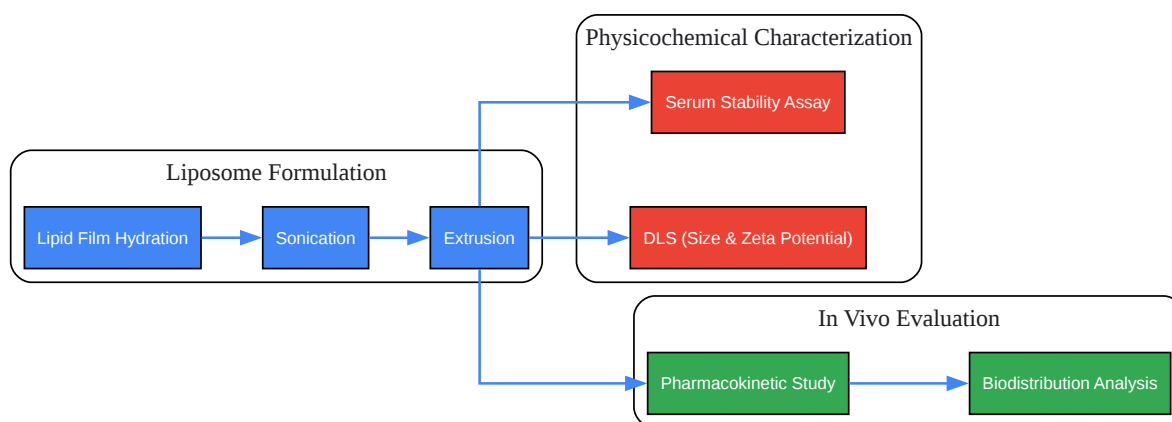 Physicochemical Characterization
Serum Stability Assay
Liposome Formulation
Lipid Film Hydration
Sonication
Extrusion
DLS (Size & Zeta Potential)
In Vivo Evaluation
Pharmacokinetic Study
Biodistribution Analysis